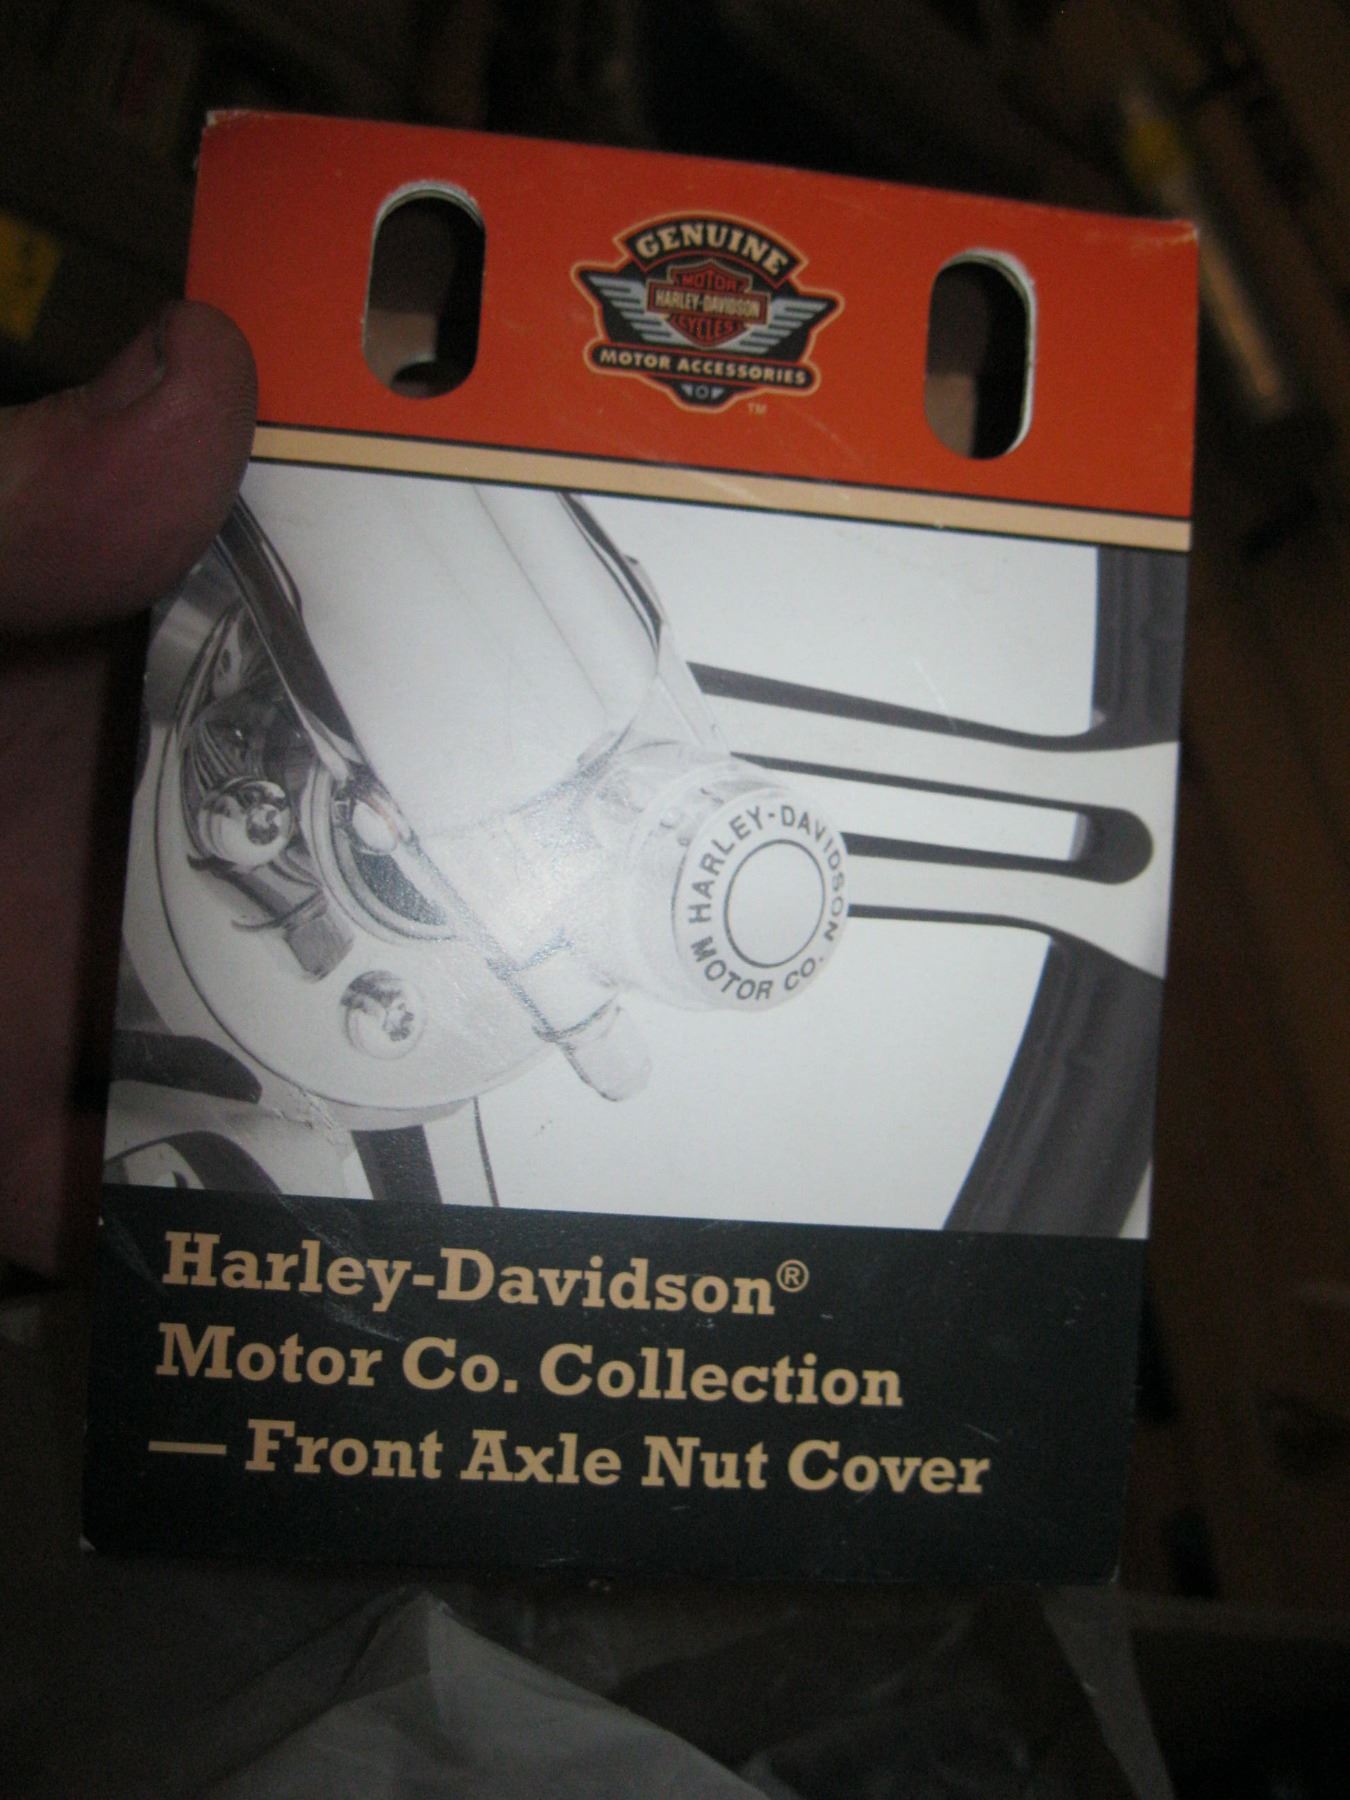 GENUINE
MOTOR
HARLEY-DAVIDSON
CYCLES
MOTOR ACCESSORIES
TM
HARLEY-DAVIDSON
MOTOR CO.
Harley-Davidson®
Motor Co. Collection
— Front Axle Nut Cover